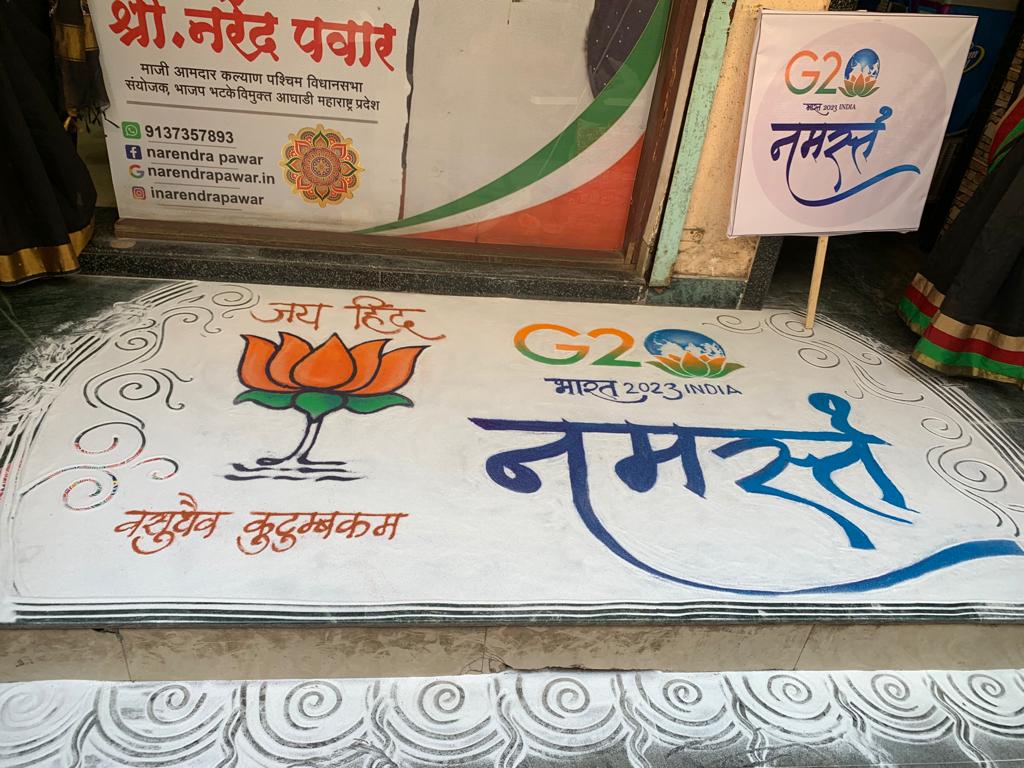 श्री.नरेंद्र पवार
माजी आमदार कल्याण पश्चिम विधानसभा
संयोजक, भाजप भटके विमुक्त आघाडी महाराष्ट्र प्रदेश
9137357893
narendra pawar
narendrapawar.in
inarendrapawar
G20
भारत 2023 INDIA
नमस्ते
जय हिंद
वसुधैव कुटुम्बकम
G20
भारत 2023 INDIA
नमस्ते